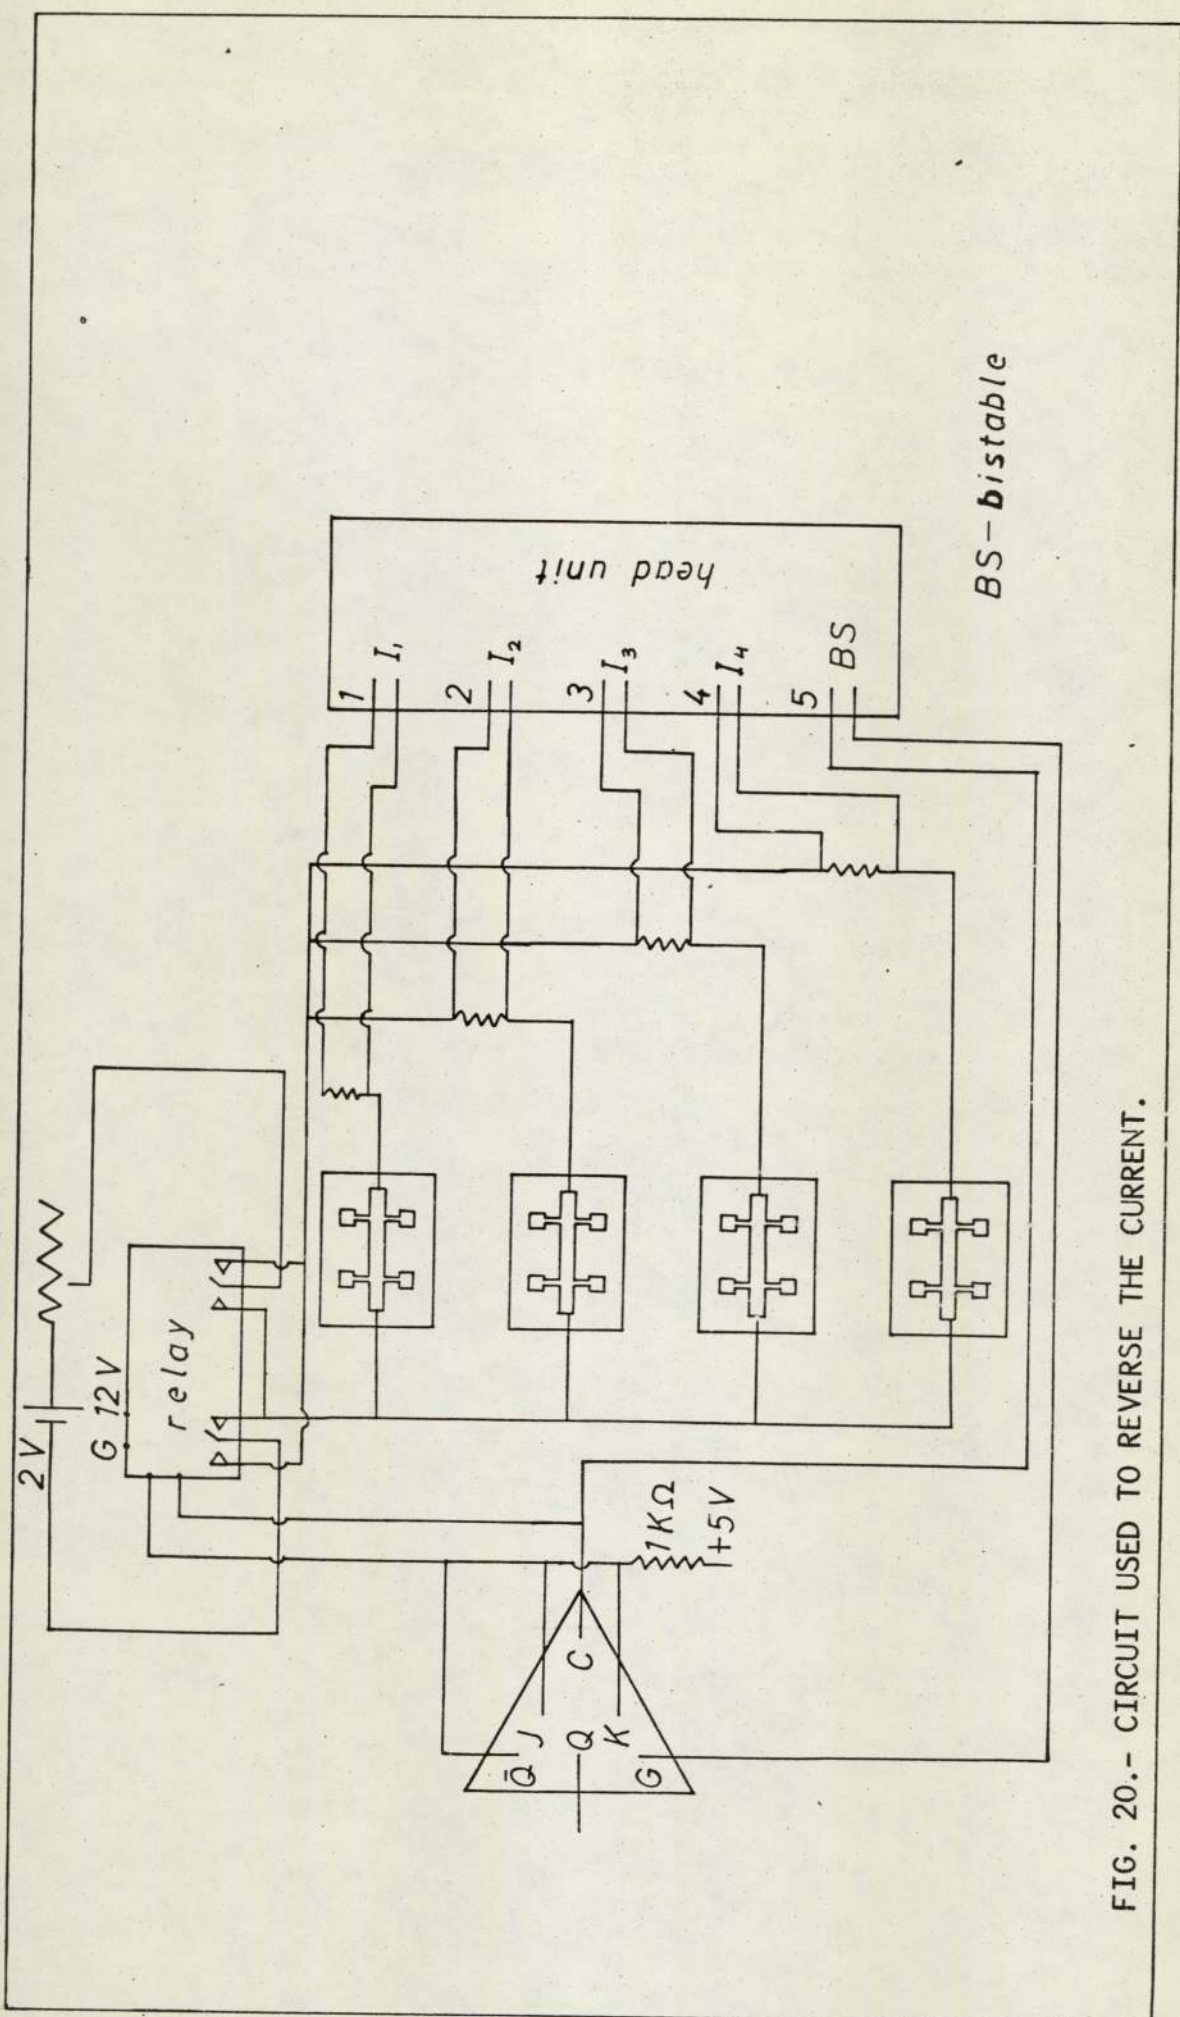 2V
G 12V
relay
1 I₁
2 I₂
3 I₃
4 I₄
5 BS
head unit
Q̄
J
Q
K
G
C
1KΩ
+5V
BS-bistable
FIG. 20.- CIRCUIT USED TO REVERSE THE CURRENT.